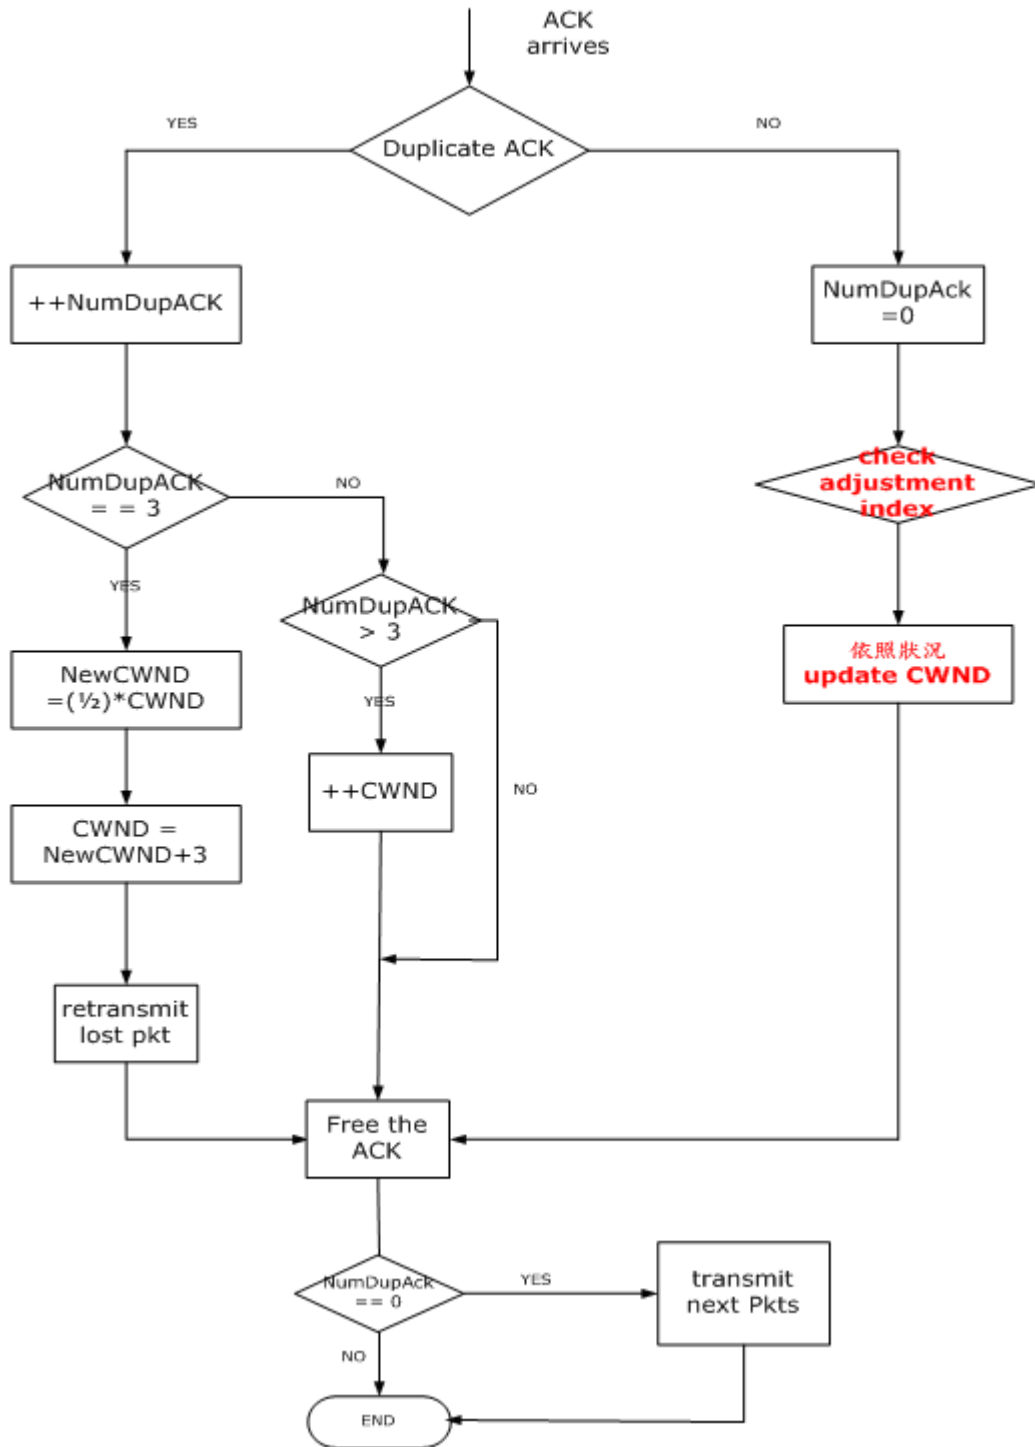 ACK
arrives
YES
NO
Duplicate ACK
++NumDupACK
NumDupAck
=0
NumDupACK
= = 3
NO
check
adjustment
index
YES
NumDupACK
> 3
NewCWND
=(½)*CWND
YES
依照狀況
update CWND
++CWND
NO
CWND =
NewCWND+3
retransmit
lost pkt
Free the
ACK
NumDupAck
== 0
YES
transmit
next Pkts
NO
END